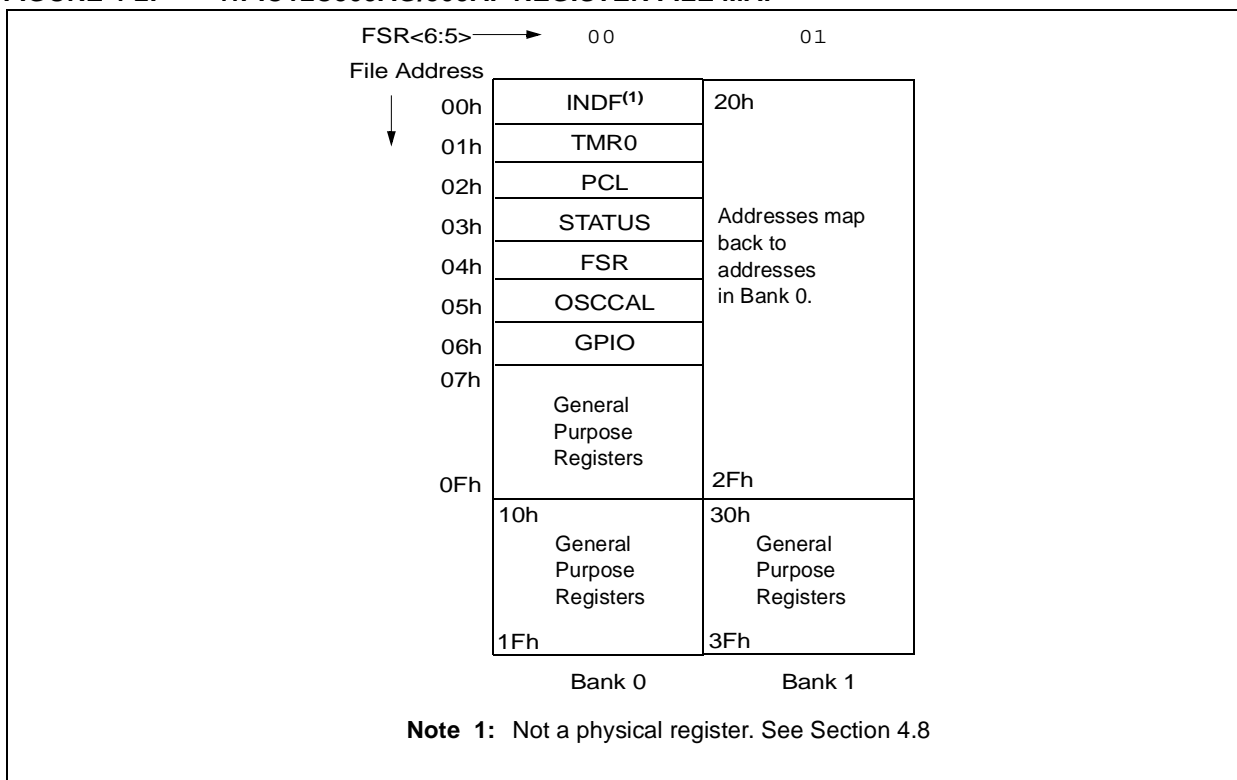 FSR<6:5> 00 01
File Address
00h INDF(1) 20h
01h TMR0
02h PCL
03h STATUS
04h FSR
05h OSCCAL
06h GPIO
07h
Addresses map
back to
addresses
in Bank 0.
General
Purpose
Registers
0Fh 2Fh
10h 30h
General
Purpose
Registers
General
Purpose
Registers
1Fh 3Fh
Bank 0 Bank 1
Note 1: Not a physical register. See Section 4.8